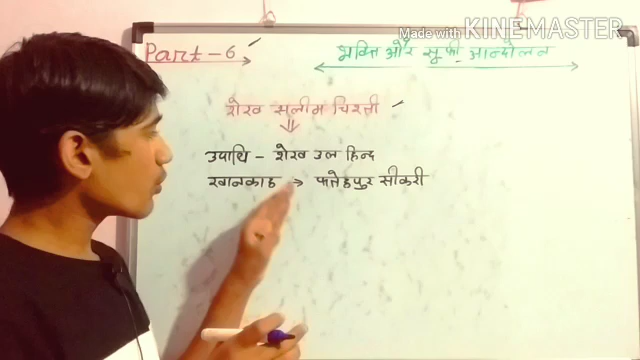 Made with KINEMASTER
Part-6
भक्ति और सूफी आन्दोलन
शेख सलीम चिश्ती
उपाधि - शेख उल हिन्द
खानकाह → फतेहपुर सीकरी